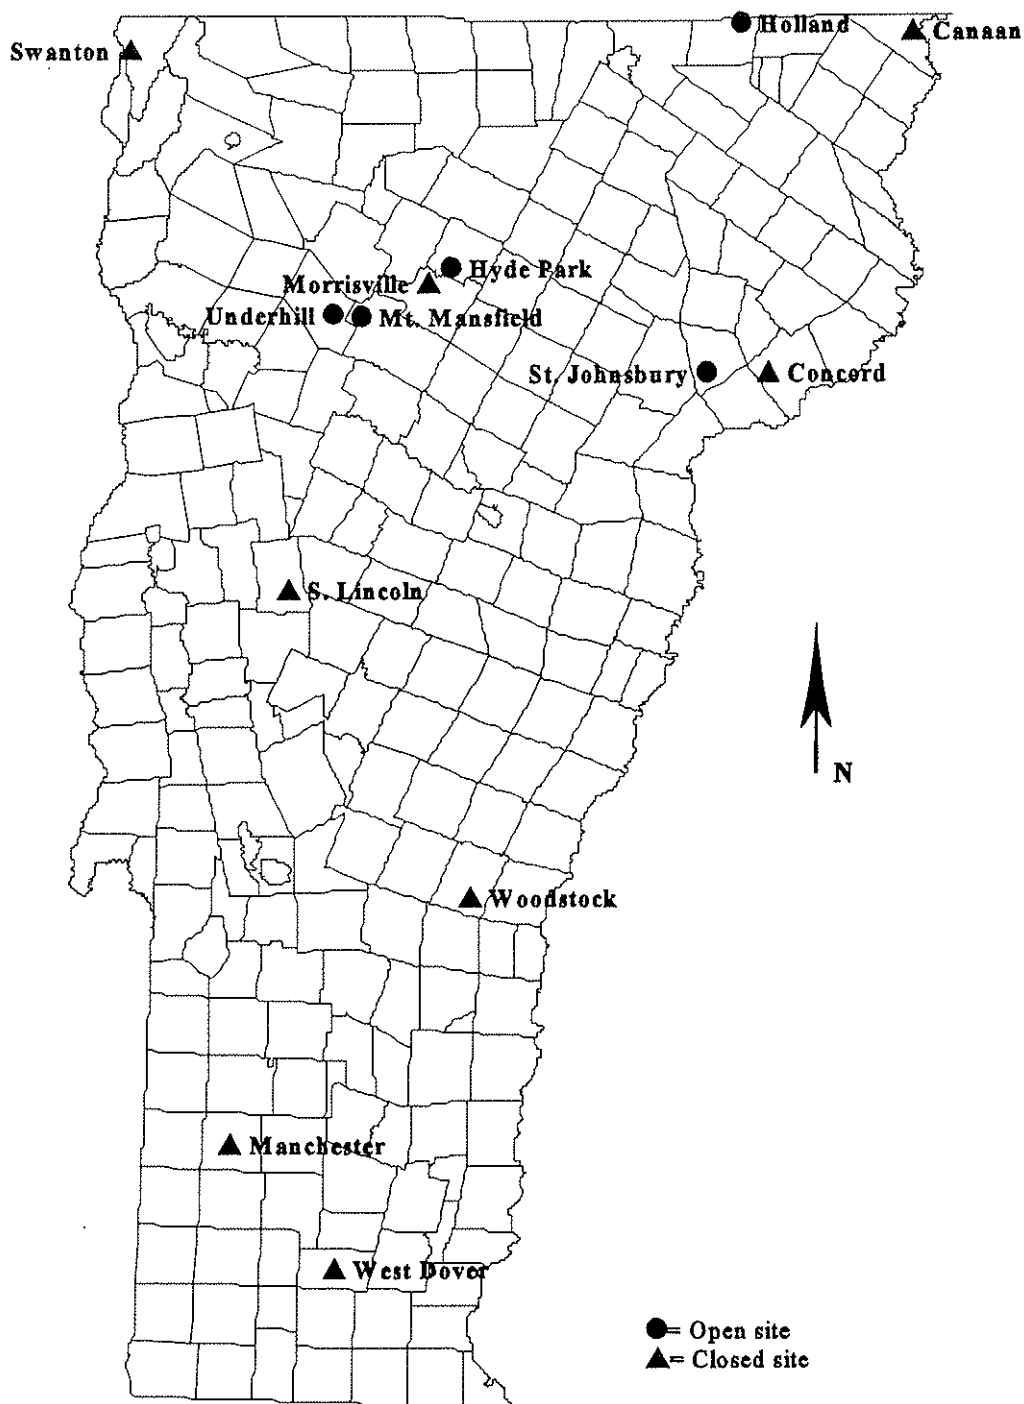 Holland
Canaan
Swanton
Hyde Park
Morrisville
Underhill
Mt. Mansfield
St. Johnsbury
Concord
S. Lincoln
N
Woodstock
Manchester
West Dover
= Open site
= Closed site